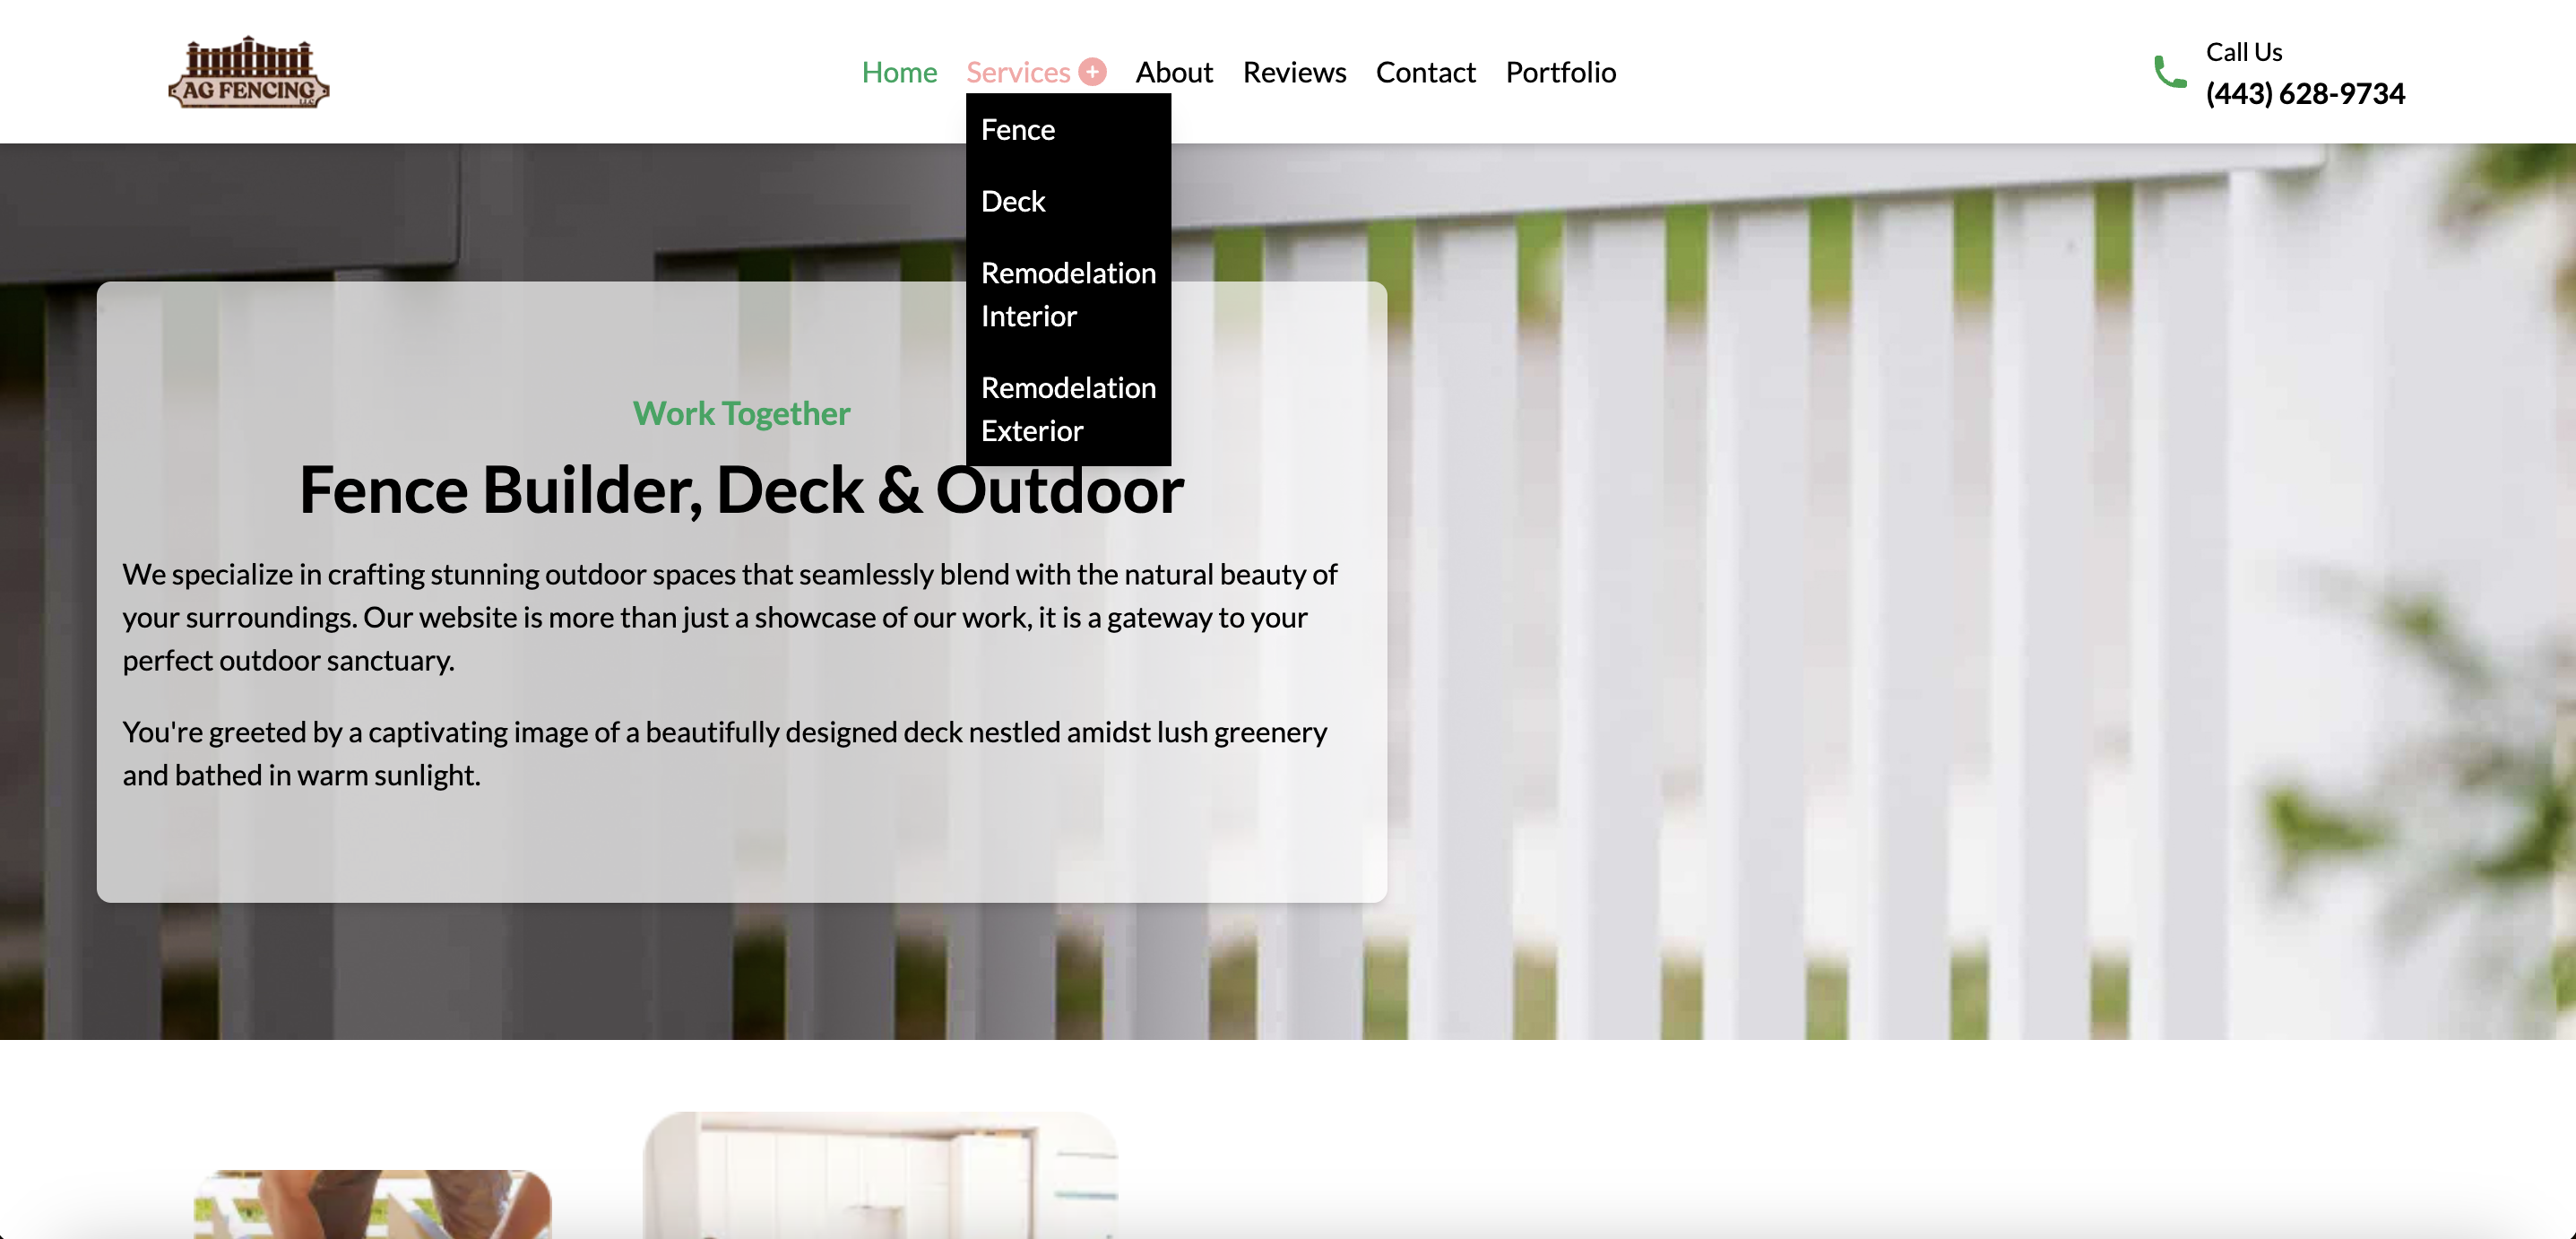 AG FENCING
LLC
Home Services About Reviews Contact Portfolio
Call Us
(443) 628-9734
Fence
Deck
Remodelation
Interior
Remodelation
Exterior
Work Together
Fence Builder, Deck & Outdoor
We specialize in crafting stunning outdoor spaces that seamlessly blend with the natural beauty of
your surroundings. Our website is more than just a showcase of our work, it is a gateway to your
perfect outdoor sanctuary.
You're greeted by a captivating image of a beautifully designed deck nestled amidst lush greenery
and bathed in warm sunlight.